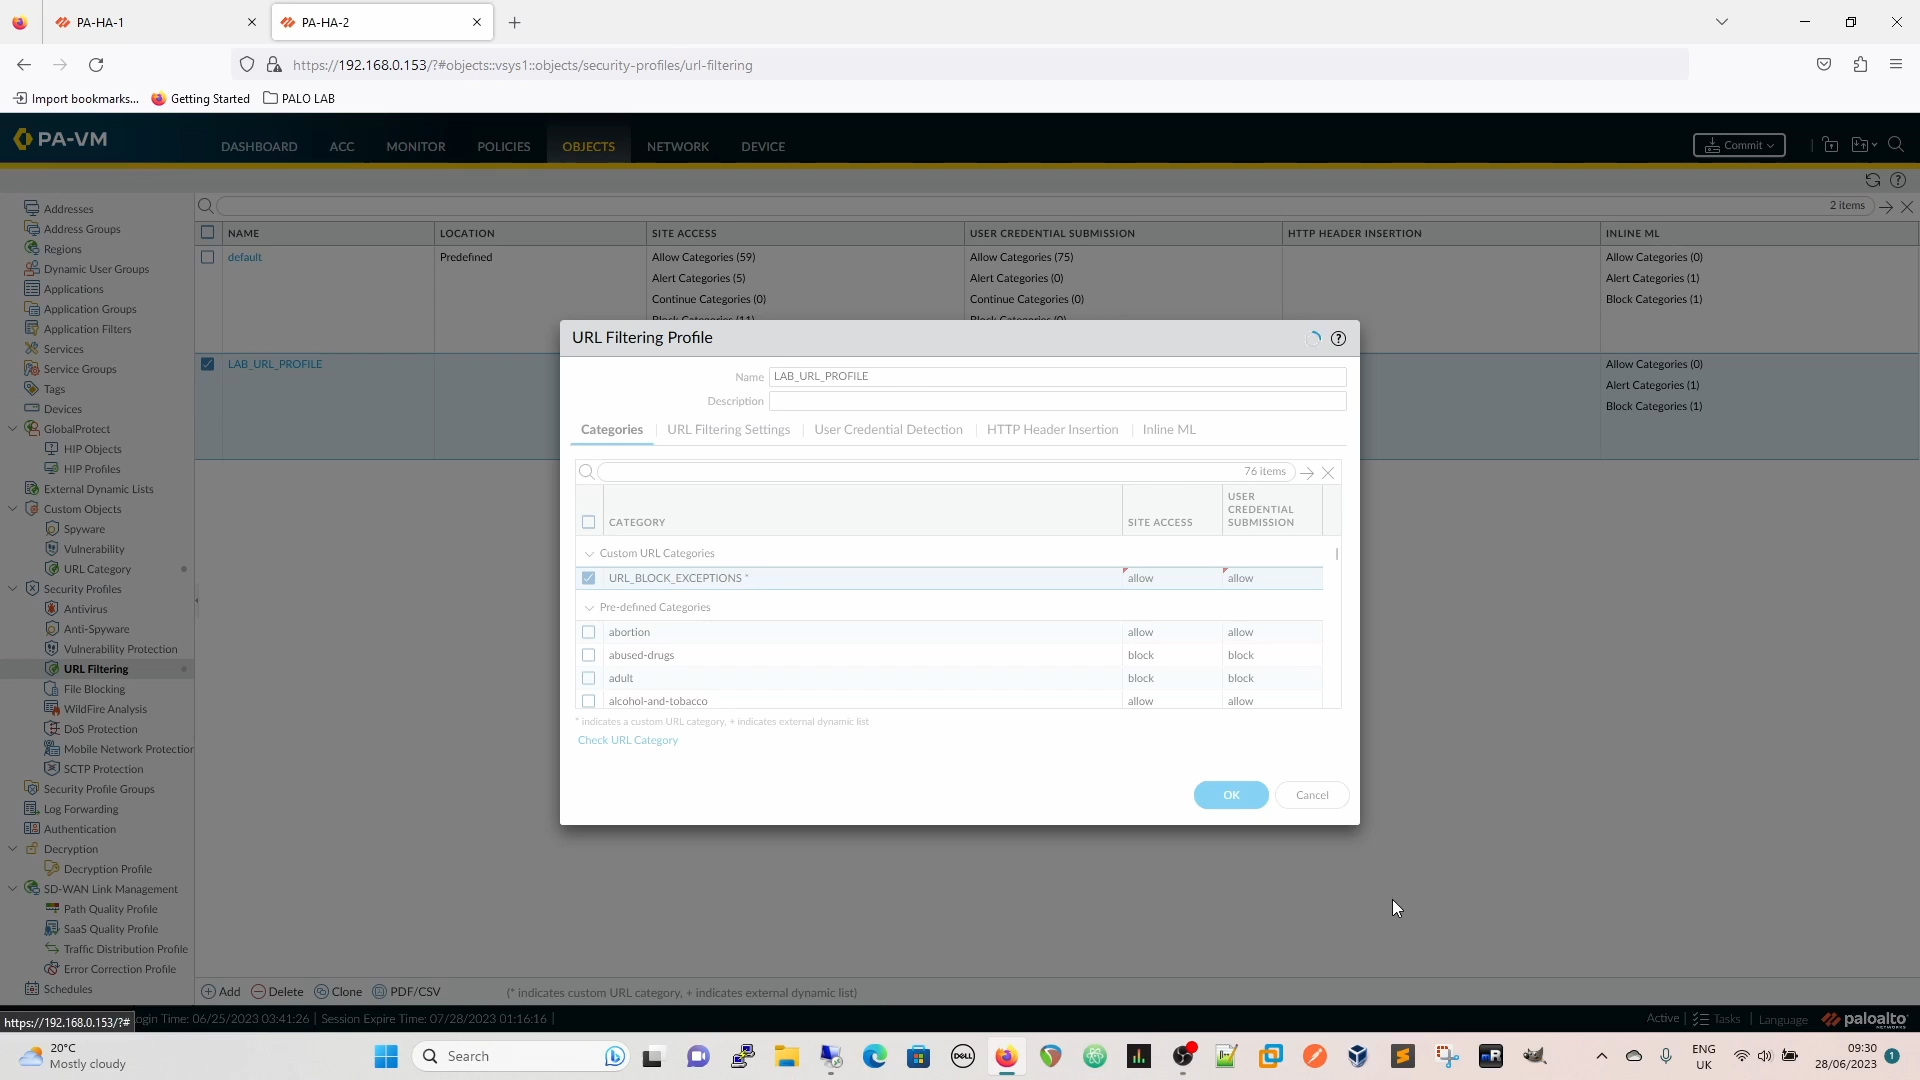 PA-HA-1
PA-HA-2
https://192.168.0.153/?#objects::vsys1::objects/security-profiles/url-filtering
Import bookmarks...
Getting Started
PALO LAB
PA-VM
DASHBOARD
ACC
MONITOR
POLICIES
OBJECTS
NETWORK
DEVICE
Commit
Addresses
Address Groups
Regions
Dynamic User Groups
Applications
Application Groups
Application Filters
Services
Service Groups
Tags
Devices
GlobalProtect
HIP Objects
HIP Profiles
External Dynamic Lists
Custom Objects
Spyware
Vulnerability
URL Category
Security Profiles
Antivirus
Anti-Spyware
Vulnerability Protection
URL Filtering
File Blocking
WildFire Analysis
DoS Protection
Mobile Network Protection
SCTP Protection
Security Profile Groups
Log Forwarding
Authentication
Decryption
Decryption Profile
SD-WAN Link Management
Path Quality Profile
SaaS Quality Profile
Traffic Distribution Profile
Error Correction Profile
Schedules
2 items
NAME LOCATION SITE ACCESS USER CREDENTIAL SUBMISSION HTTP HEADER INSERTION INLINE ML
default Predefined Allow Categories (59) Allow Categories (75) Allow Categories (0)
Alert Categories (5) Alert Categories (0) Alert Categories (1)
Continue Categories (0) Continue Categories (0) Block Categories (1)
Block Categories (11) Block Categories (0)
LAB_URL_PROFILE Allow Categories (0)
Alert Categories (1)
Block Categories (1)
URL Filtering Profile
Name LAB_URL_PROFILE
Description
Categories
URL Filtering Settings
User Credential Detection
HTTP Header Insertion
Inline ML
76 items
CATEGORY SITE ACCESS USER CREDENTIAL SUBMISSION
Custom URL Categories
URL_BLOCK_EXCEPTIONS * allow allow
Pre-defined Categories
abortion allow allow
abused-drugs block block
adult block block
alcohol-and-tobacco allow allow
* indicates a custom URL category, + indicates external dynamic list
Check URL Category
OK
Cancel
Add
Delete
Clone
PDF/CSV
(* indicates custom URL category, + indicates external dynamic list)
https://192.168.0.153/?#
ogin Time: 06/25/2023 03:41:26 | Session Expire Time: 07/28/2023 01:16:16 |
Active | Tasks | Language
paloalto
NETWORKS
20°C
Mostly cloudy
Search
DELL
ENG
UK
09:30
28/06/2023
1